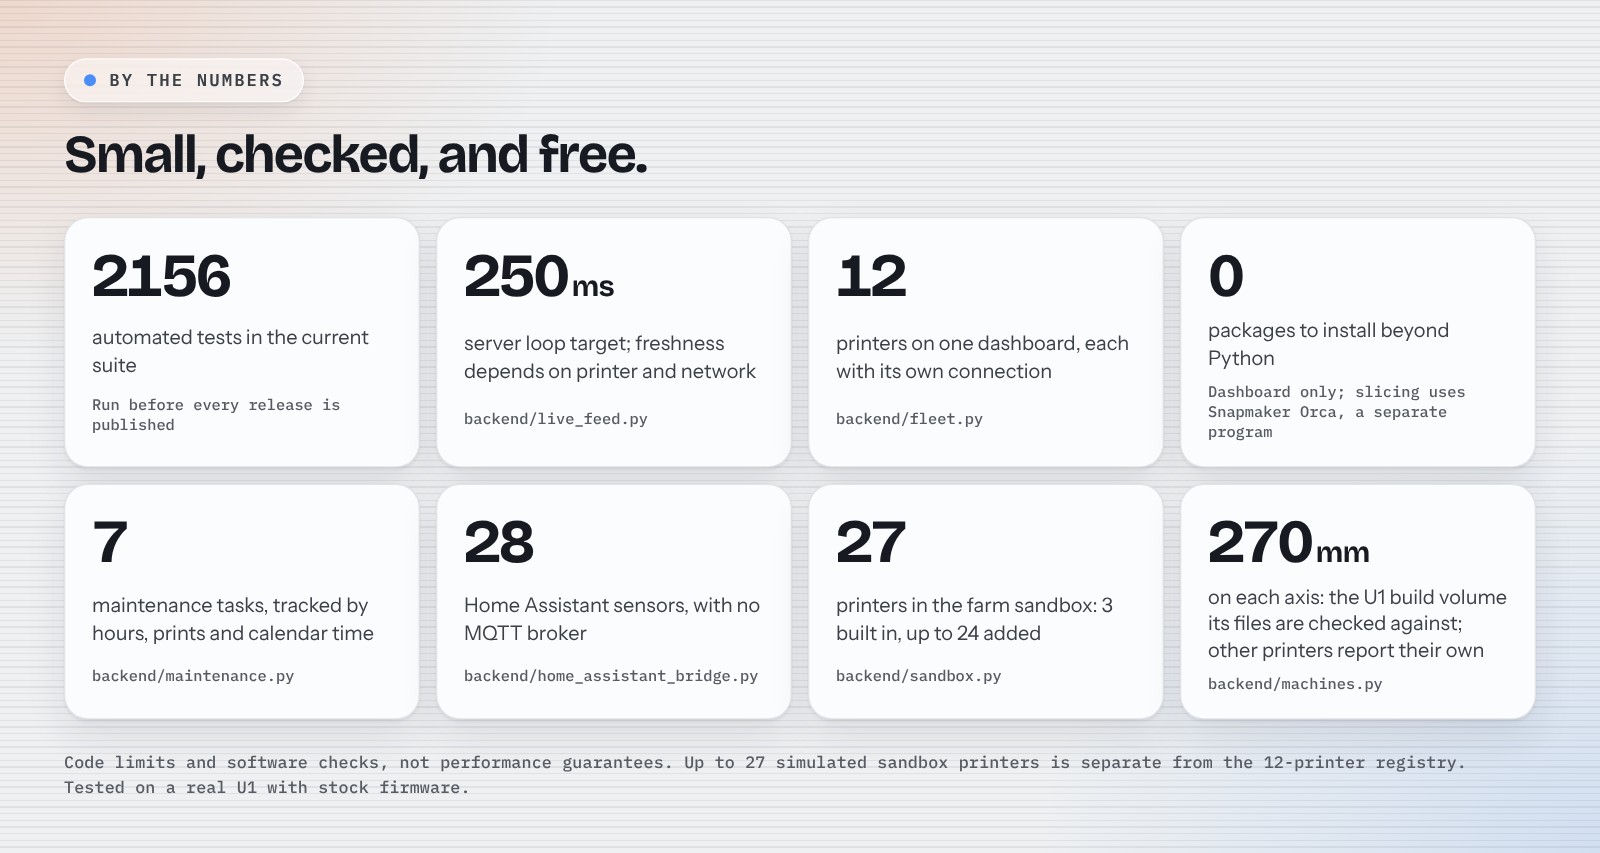 BY THE NUMBERS
Small, checked, and free.
2156
automated tests in the current
suite
Run before every release is
published
250 ms
server loop target; freshness
depends on printer and network
backend/live_feed.py
12
printers on one dashboard, each
with its own connection
backend/fleet.py
0
packages to install beyond
Python
Dashboard only; slicing uses
Snapmaker Orca, a separate
program
7
maintenance tasks, tracked by
hours, prints and calendar time
backend/maintenance.py
28
Home Assistant sensors, with no
MQTT broker
backend/home_assistant_bridge.py
27
printers in the farm sandbox: 3
built in, up to 24 added
backend/sandbox.py
270 mm
on each axis: the U1 build volume
its files are checked against;
other printers report their own
backend/machines.py
Code limits and software checks, not performance guarantees. Up to 27 simulated sandbox printers is separate from the 12-printer registry.
Tested on a real U1 with stock firmware.